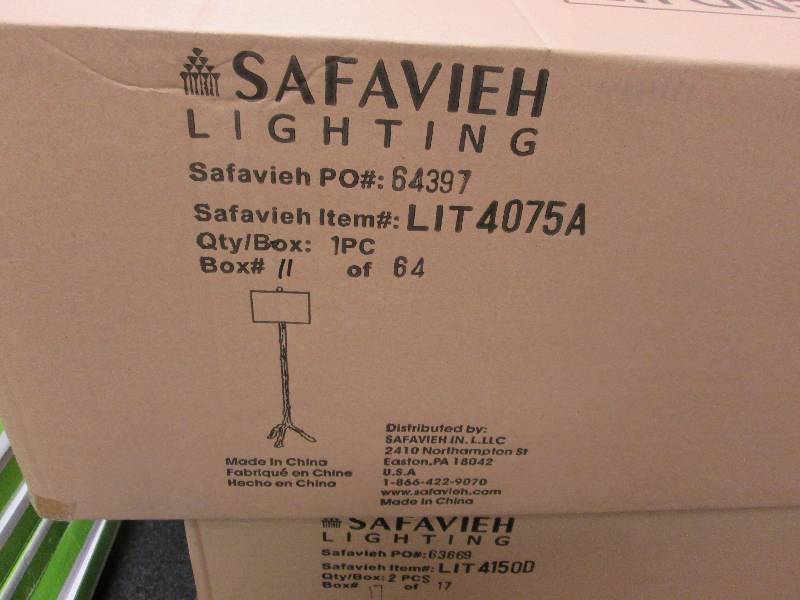 SAFAVIEH
LIGHTING
Safavieh PO#: 64397
Safavieh Item#: LIT4075A
Qty/Box: 1PC
Box# 11 of 64
Made in China
Fabriqué en Chine
Hecho en China
Distributed by:
SAFAVIEH IN.L.LLC
2410 Northampton St
Easton,PA 18042
U.S.A
1-866-422-9070
www.safavieh.com
Made in China
SAFAVIEH
LIGHTING
Safavieh PO#: 63669
Safavieh Item#: LIT4150D
Qty/Box: 2 PCS
Box# of 17